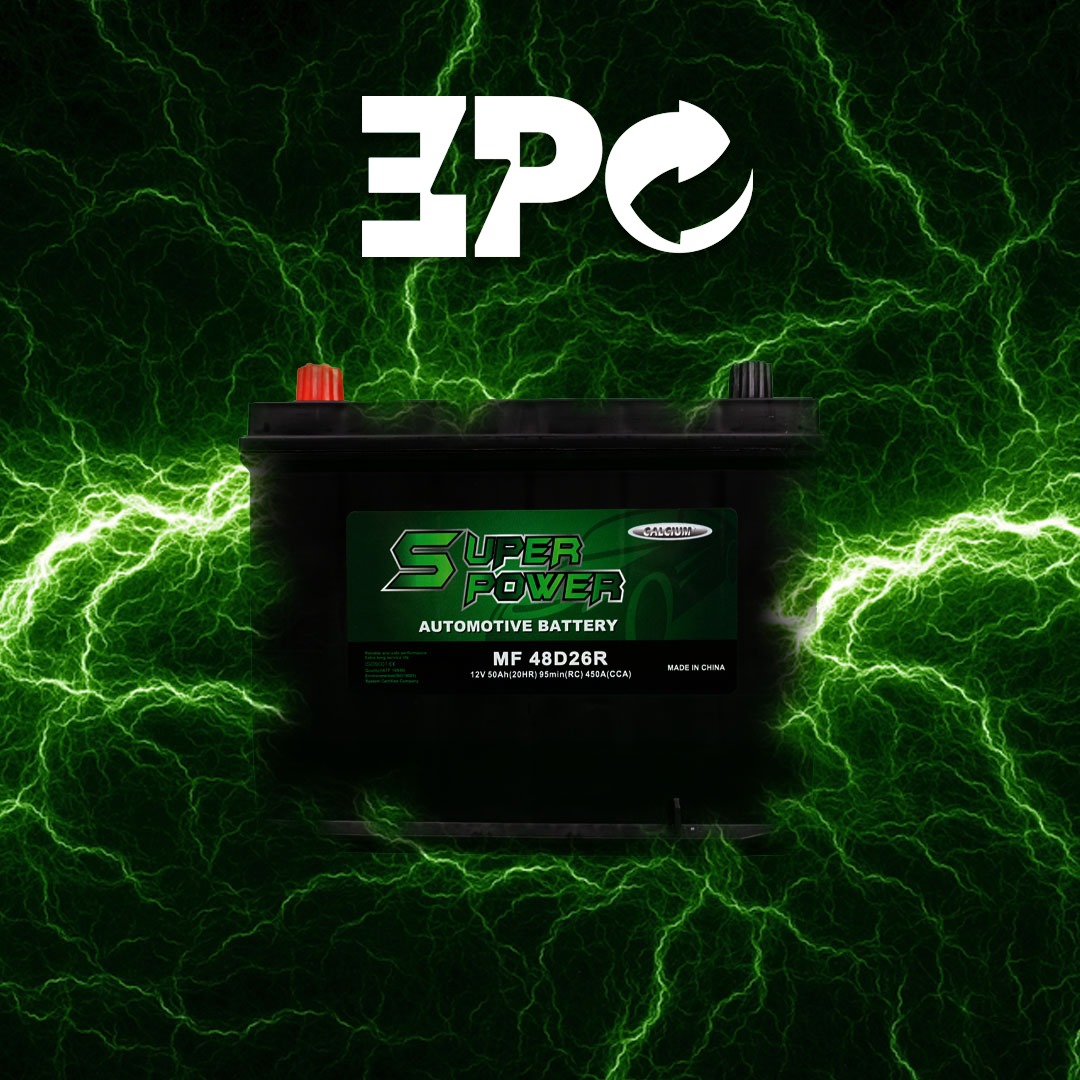 EPC
CALCIUM
SUPER
POWER
AUTOMOTIVE BATTERY
MF 48D26R
12V 50Ah(20HR) 95min(RC) 450A(CCA)
MADE IN CHINA